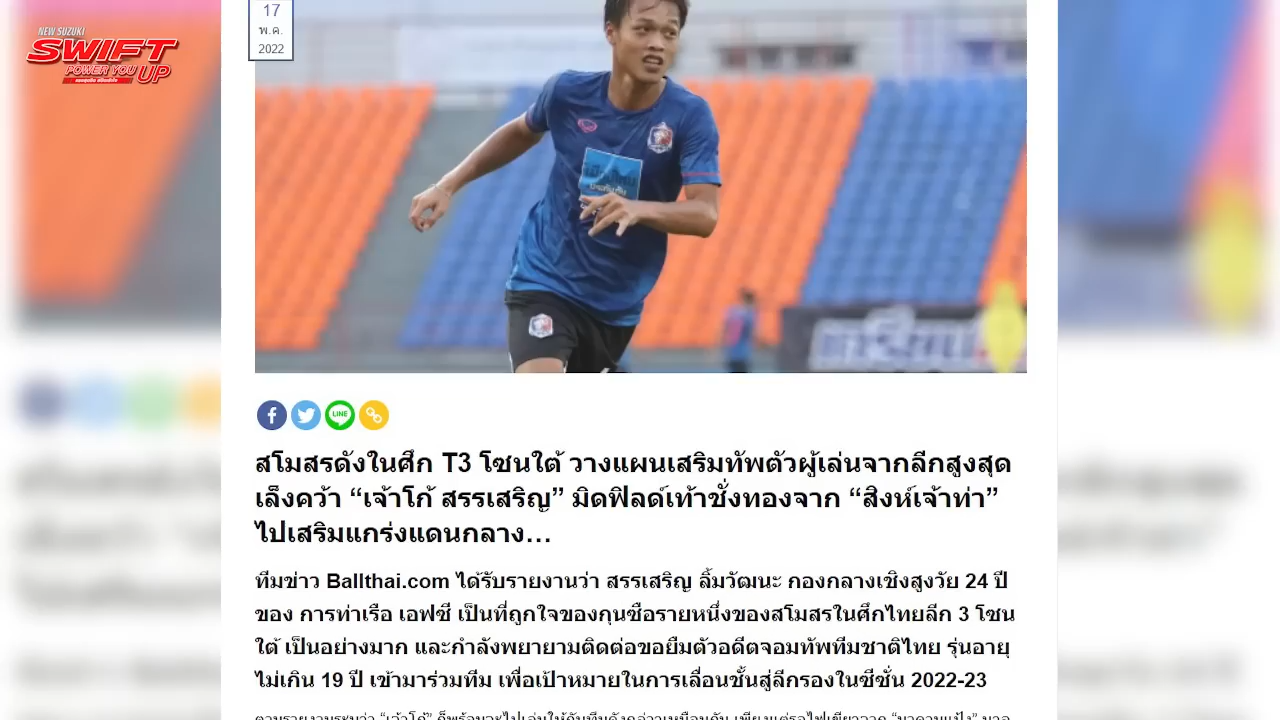 NEW SUZUKI
SWIFT
POWER YOU UP
17
พ.ค.
2022
LINE
สโมสรดังในศึก T3 โซนใต้ วางแผนเสริมทัพตัวผู้เล่นจากลีกสูงสุด
เล็งคว้า “เจ้าโก้ สรรเสริญ” มิดฟิลด์เท้าชั่งทองจาก “สิงห์เจ้าท่า”
ไปเสริมแกร่งแดนกลาง...
ทีมข่าว Ballthai.com ได้รับรายงานว่า สรรเสริญ ลิ้มวัฒนะ กองกลางเชิงสูงวัย 24 ปี
ของ การท่าเรือ เอฟซี เป็นที่ถูกใจของกุนซือรายหนึ่งของสโมสรในศึกไทยลีก 3 โซน
ใต้ เป็นอย่างมาก และกำลังพยายามติดต่อขอยืมตัวอดีตจอมทัพทีมชาติไทย รุ่นอายุ
ไม่เกิน 19 ปี เข้ามาร่วมทีม เพื่อเป้าหมายในการเลื่อนชั้นสู่ลีกรองในซีซั่น 2022-23